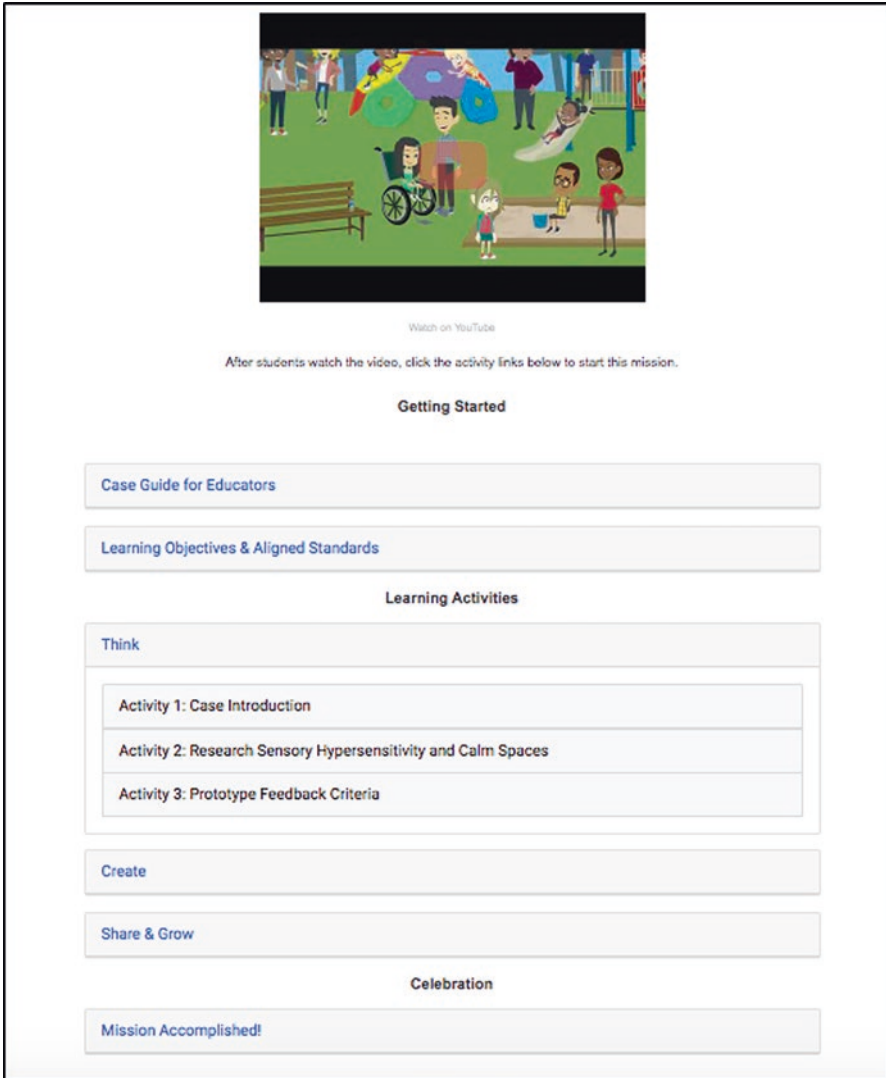 Watch on YouTube
After students watch the video, click the activity links below to start this mission.
Getting Started
Case Guide for Educators
Learning Objectives & Aligned Standards
Learning Activities
Think
Activity 1: Case Introduction
Activity 2: Research Sensory Hypersensitivity and Calm Spaces
Activity 3: Prototype Feedback Criteria
Create
Share & Grow
Celebration
Mission Accomplished!